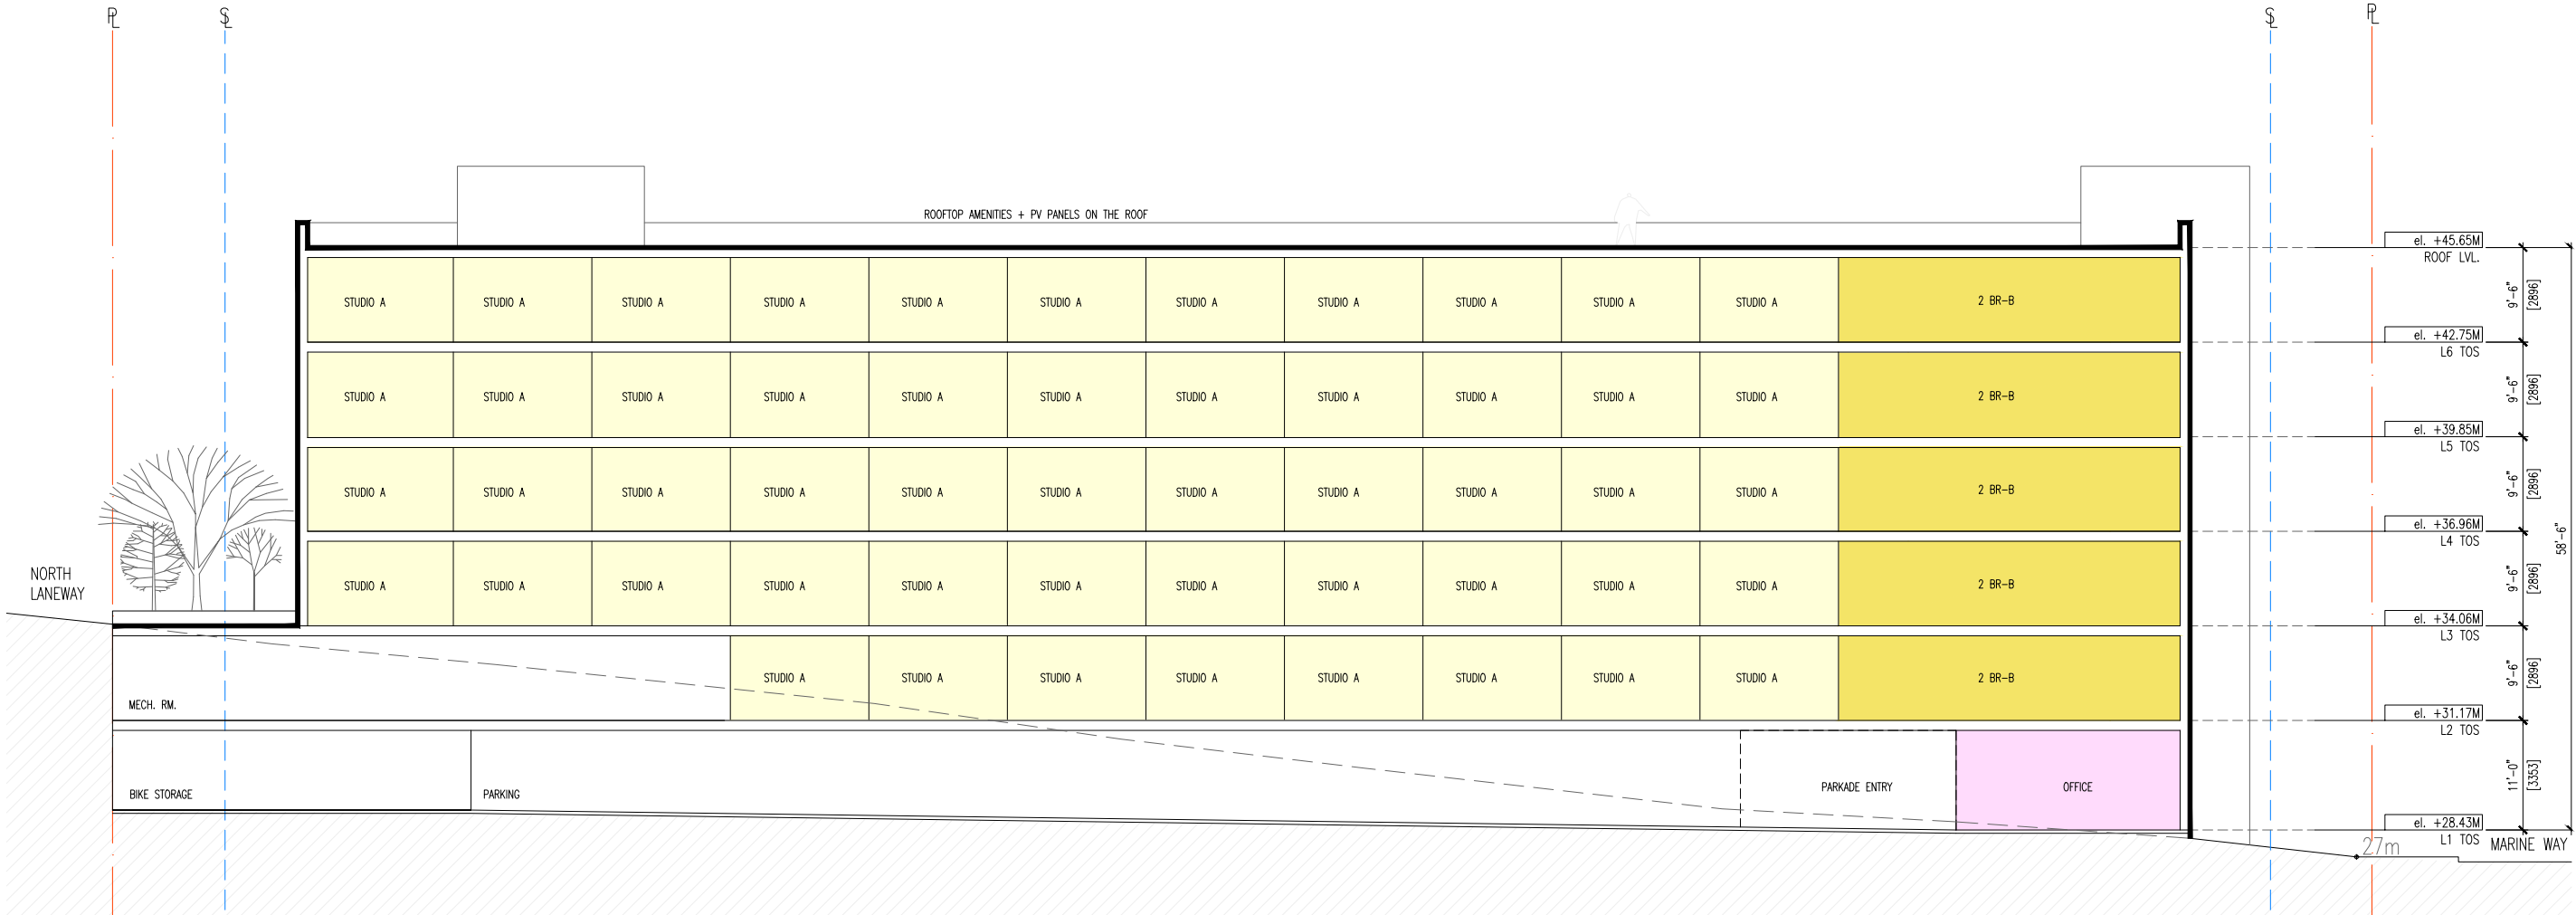 PL
SL
SL
PL
ROOFTOP AMENITIES + PV PANELS ON THE ROOF
el. +45.65M
ROOF LVL.
STUDIO A STUDIO A STUDIO A STUDIO A STUDIO A STUDIO A STUDIO A STUDIO A STUDIO A STUDIO A STUDIO A 2 BR-B
9'-6"
[2896]
el. +42.75M
L6 TOS
STUDIO A STUDIO A STUDIO A STUDIO A STUDIO A STUDIO A STUDIO A STUDIO A STUDIO A STUDIO A STUDIO A 2 BR-B
9'-6"
[2896]
el. +39.85M
L5 TOS
STUDIO A STUDIO A STUDIO A STUDIO A STUDIO A STUDIO A STUDIO A STUDIO A STUDIO A STUDIO A STUDIO A 2 BR-B
9'-6"
[2896]
el. +36.96M
L4 TOS
58'-6"
NORTH
LANEWAY
STUDIO A STUDIO A STUDIO A STUDIO A STUDIO A STUDIO A STUDIO A STUDIO A STUDIO A STUDIO A STUDIO A 2 BR-B
9'-6"
[2896]
el. +34.06M
L3 TOS
MECH. RM.
STUDIO A STUDIO A STUDIO A STUDIO A STUDIO A STUDIO A STUDIO A STUDIO A 2 BR-B
9'-6"
[2896]
el. +31.17M
L2 TOS
BIKE STORAGE
PARKING
PARKADE ENTRY
OFFICE
11'-0"
[3353]
el. +28.43M
L1 TOS
MARINE WAY
27m